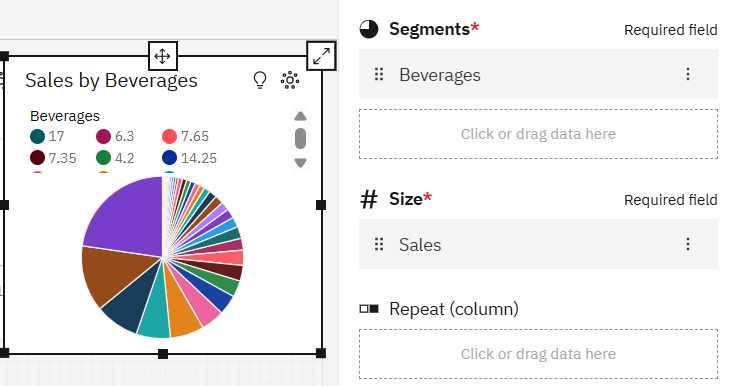 Sales by Beverages
Beverages
17 6.3 7.65
7.35 4.2 14.25
Segments* Required field
Beverages
Click or drag data here
# Size* Required field
Sales
Repeat (column)
Click or drag data here